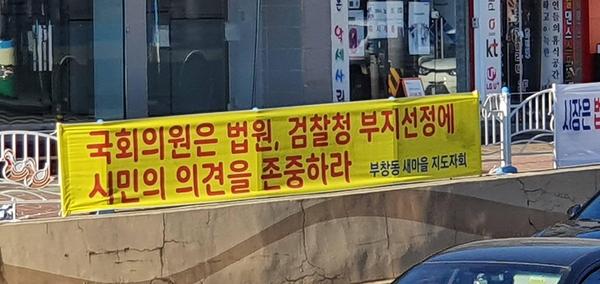 국회의원은 법원, 검찰청 부지선정에
시민의 의견을 존중하라
부창동 새마을 지도자회
시장은 법